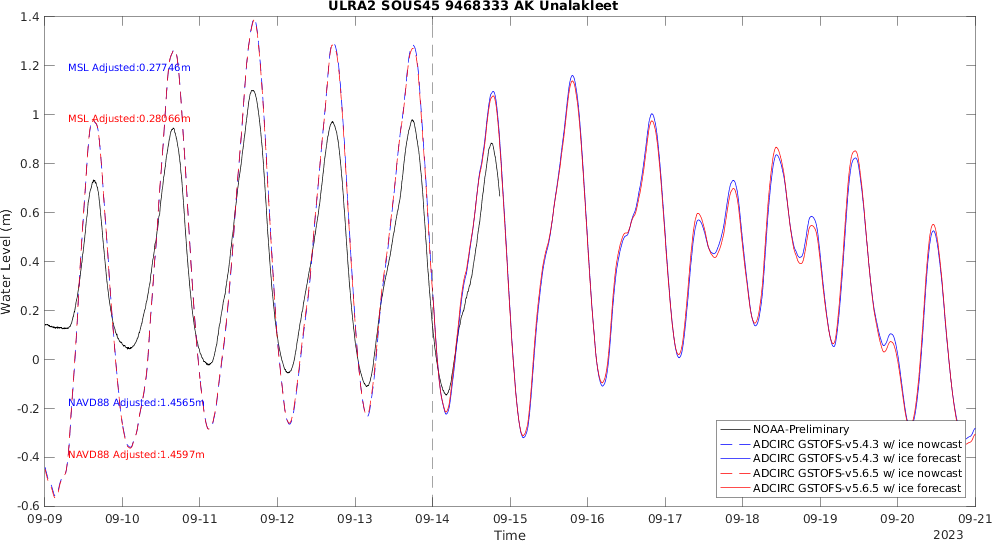 ULRA2 SOUS45 9468333 AK Unalakleet
1.4
1.2
1
0.8
0.6
0.4
0.2
0
-0.2
-0.4
-0.6
Water Level (m)
MSL Adjusted:0.27746m
MSL Adjusted:0.28066m
NAVD88 Adjusted:1.4565m
NAVD88 Adjusted:1.4597m
NOAA-Preliminary
ADCIRC GSTOFS-v5.4.3 w/ ice nowcast
ADCIRC GSTOFS-v5.4.3 w/ ice forecast
ADCIRC GSTOFS-v5.6.5 w/ ice nowcast
ADCIRC GSTOFS-v5.6.5 w/ ice forecast
09-09 09-10 09-11 09-12 09-13 09-14 09-15 09-16 09-17 09-18 09-19 09-20 09-21
Time
2023